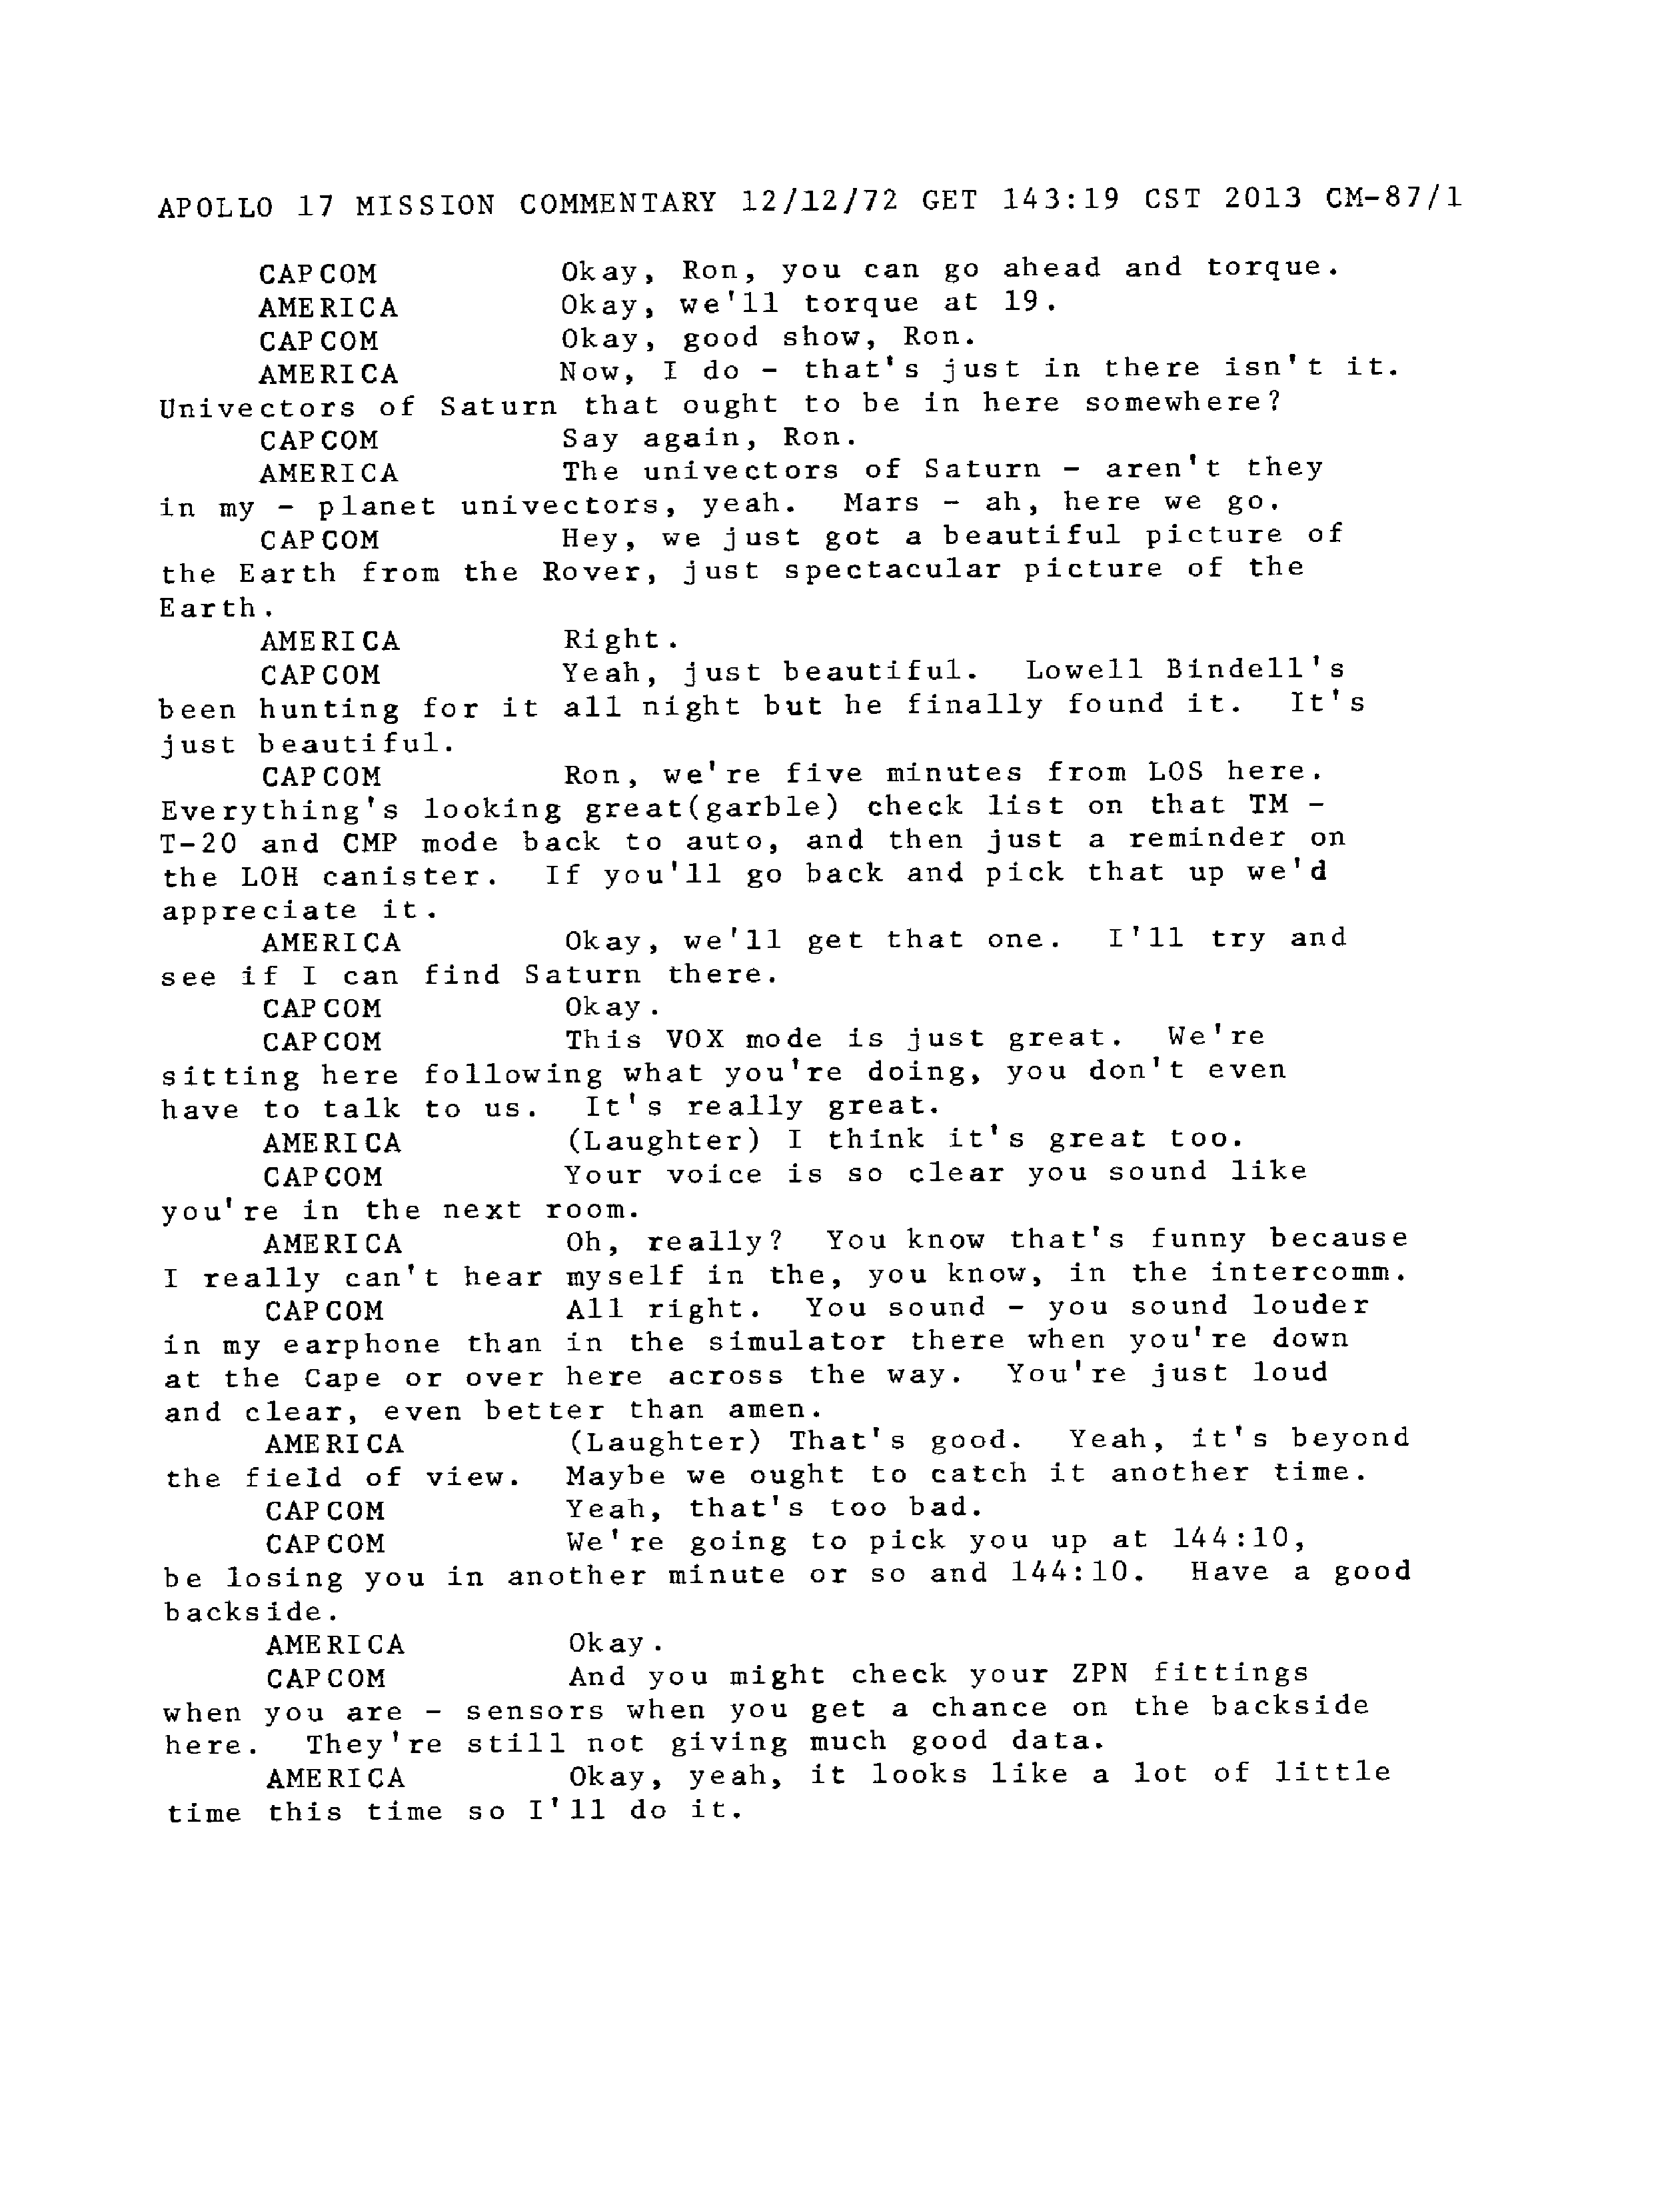 APOLLO 17 MISSION COMMENTARY 12/12/72 GET 143:19 CST 2013 CM-87/1
CAPCOM Okay, Ron, you can go ahead and torque.
AMERICA Okay, we'll torque at 19.
CAPCOM Okay, good show, Ron.
AMERICA Now, I do - that's just in there isn't it.
Univectors of Saturn that ought to be in here somewhere?
CAPCOM Say again, Ron.
AMERICA The univectors of Saturn - aren't they
in my - planet univectors, yeah. Mars - ah, here we go.
CAPCOM Hey, we just got a beautiful picture of
the Earth from the Rover, just spectacular picture of the
Earth.
AMERICA Right.
CAPCOM Yeah, just beautiful. Lowell Bindell's
been hunting for it all night but he finally found it. It's
just beautiful.
CAPCOM Ron, we're five minutes from LOS here.
Everything's looking great(garble) check list on that TM -
T-20 and CMP mode back to auto, and then just a reminder on
the LOH canister. If you'll go back and pick that up we'd
appreciate it.
AMERICA Okay, we'll get that one. I'll try and
see if I can find Saturn there.
CAPCOM Okay.
CAPCOM This VOX mode is just great. We're
sitting here following what you're doing, you don't even
have to talk to us. It's really great.
AMERICA (Laughter) I think it's great too.
CAPCOM Your voice is so clear you sound like
you're in the next room.
AMERICA Oh, really? You know that's funny because
I really can't hear myself in the, you know, in the intercomm.
CAPCOM All right. You sound - you sound louder
in my earphone than in the simulator there when you're down
at the Cape or over here across the way. You're just loud
and clear, even better than amen.
AMERICA (Laughter) That's good. Yeah, it's beyond
the field of view. Maybe we ought to catch it another time.
CAPCOM Yeah, that's too bad.
CAPCOM We're going to pick you up at 144:10,
be losing you in another minute or so and 144:10. Have a good
backside.
AMERICA Okay.
CAPCOM And you might check your ZPN fittings
when you are - sensors when you get a chance on the backside
here. They're still not giving much good data.
AMERICA Okay, yeah, it looks like a lot of little
time this time so I'll do it.